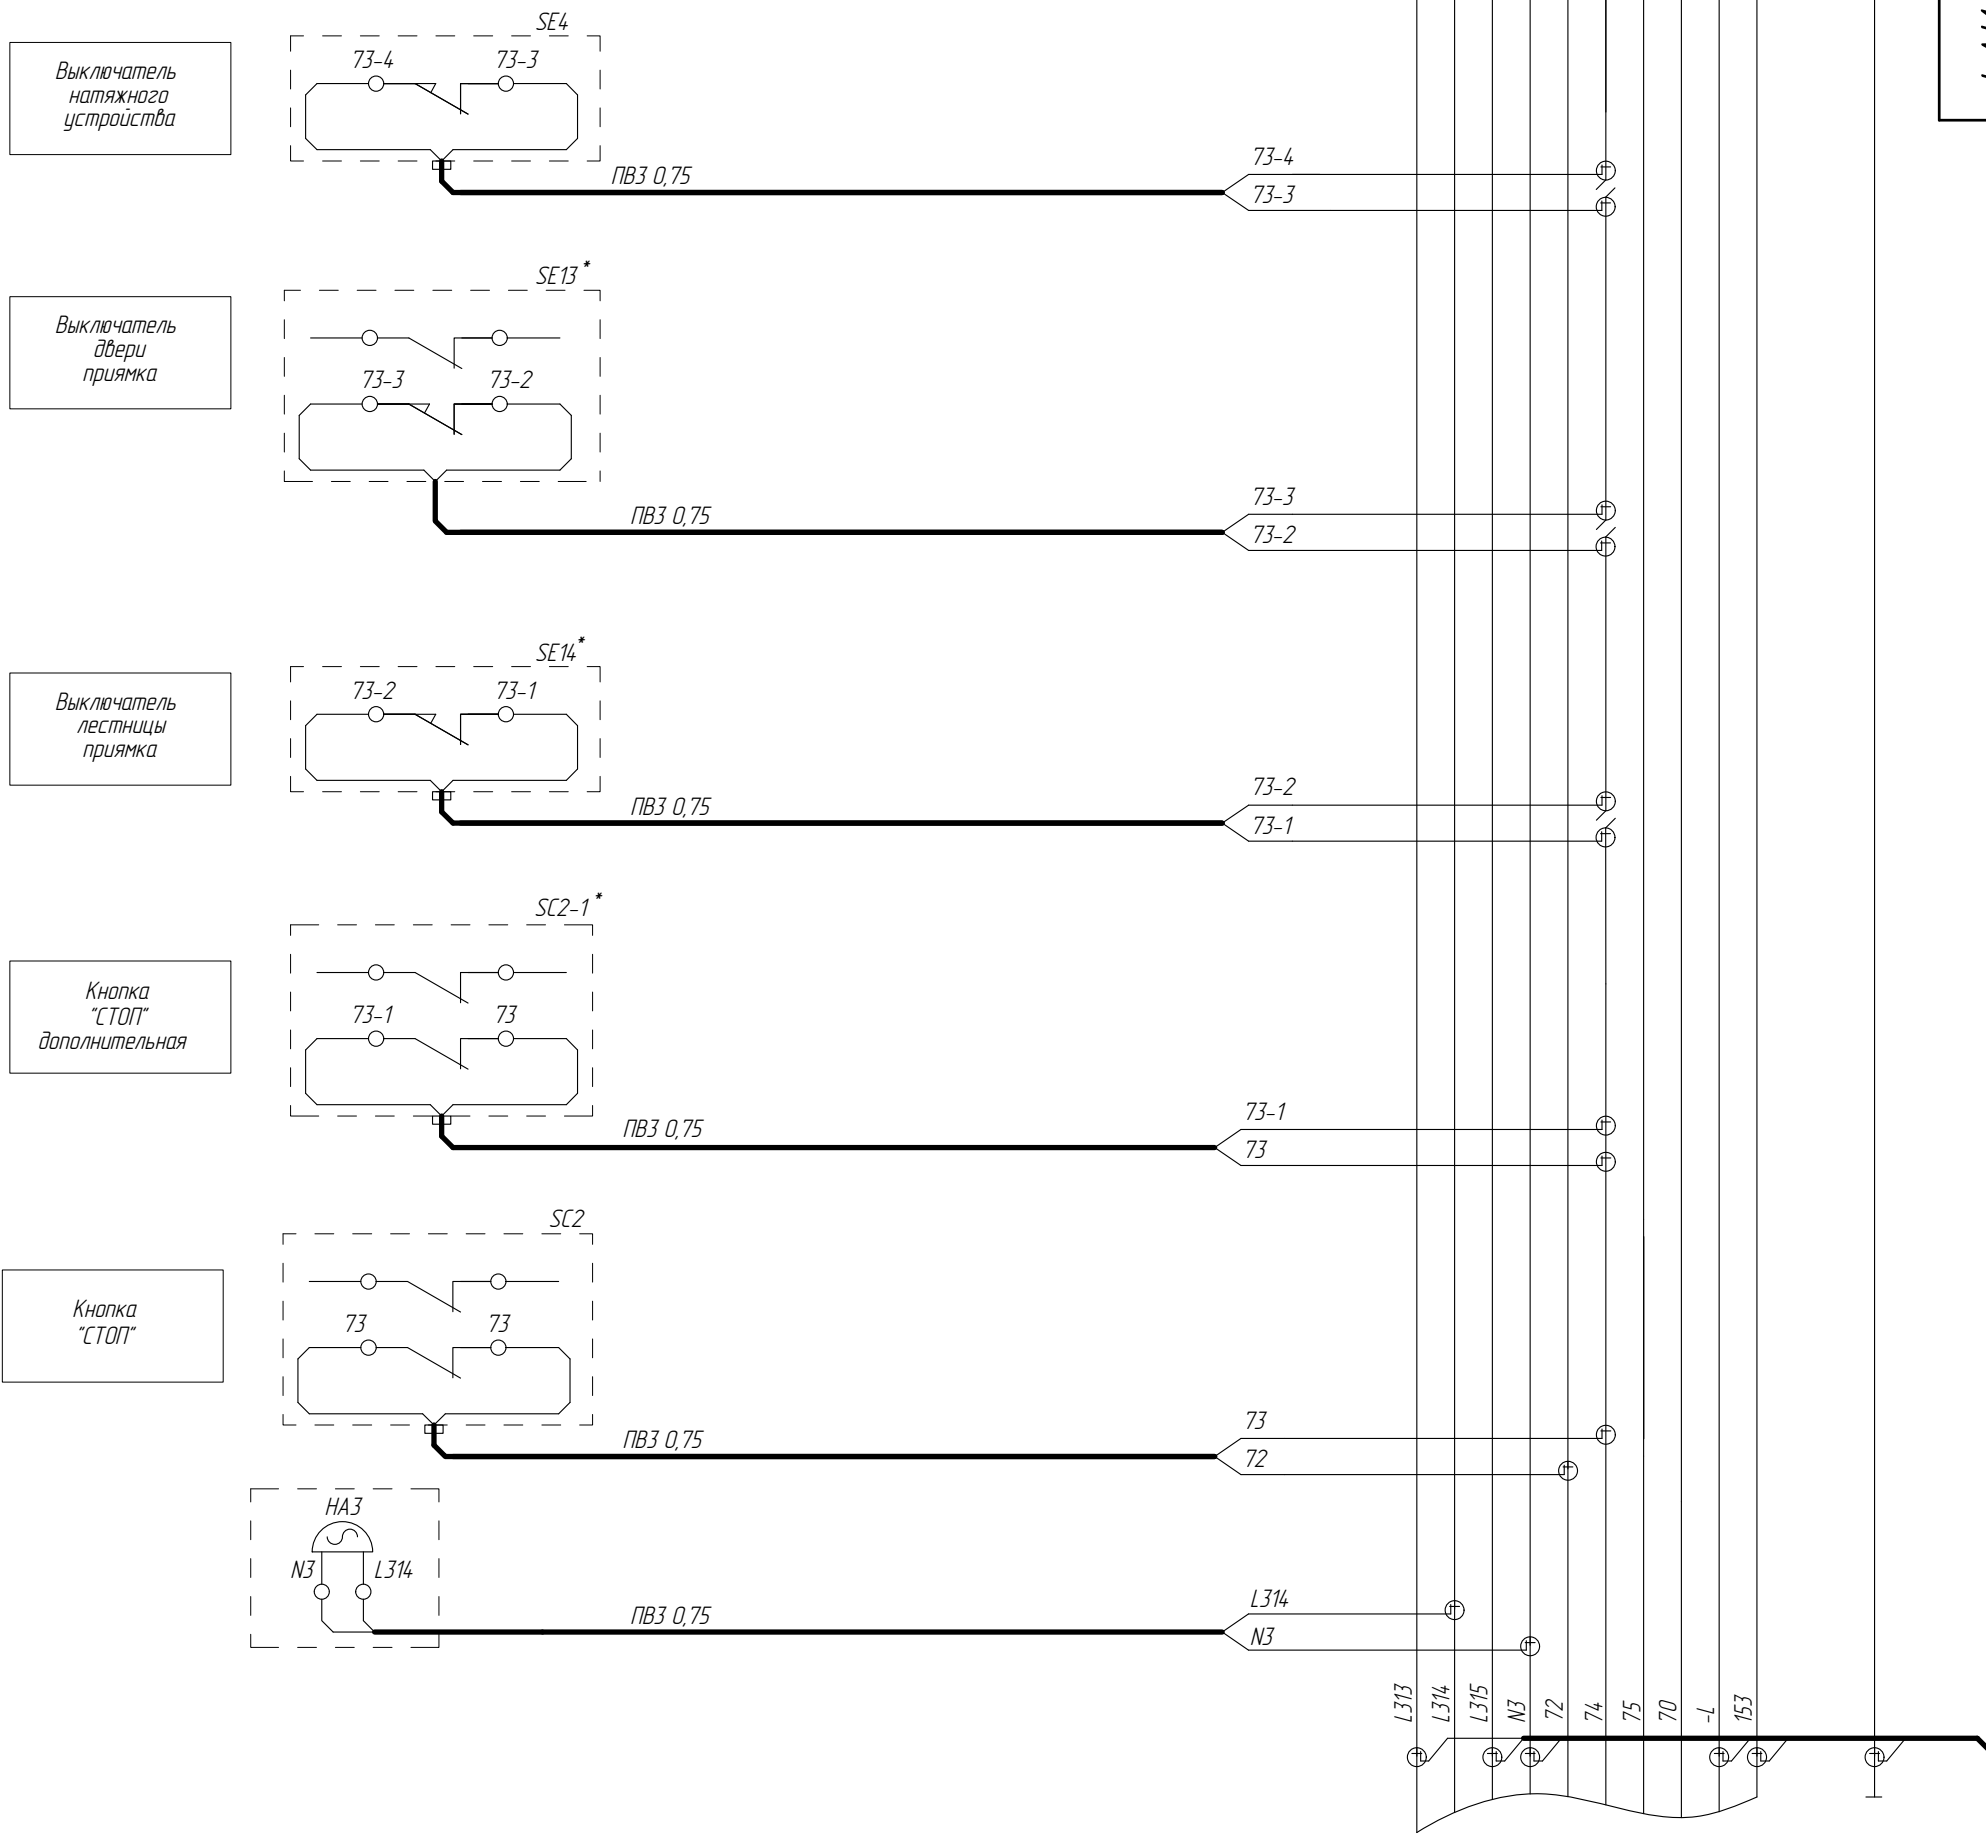 SE4
Выключатель
натяжного
устройства
73-4
73-3
ПВ3 0,75
73-4
73-3
SE13*
Выключатель
двери
приямка
73-3
73-2
ПВ3 0,75
73-3
73-2
SE14*
Выключатель
лестницы
приямка
73-2
73-1
ПВ3 0,75
73-2
73-1
SC2-1*
Кнопка
"СТОП"
дополнительная
73-1
73
ПВ3 0,75
73-1
73
SC2
Кнопка
"СТОП"
73
73
ПВ3 0,75
73
72
HA3
N3
L314
ПВ3 0,75
L314
N3
L313
L314
L315
N3
72
74
75
70
-L
153